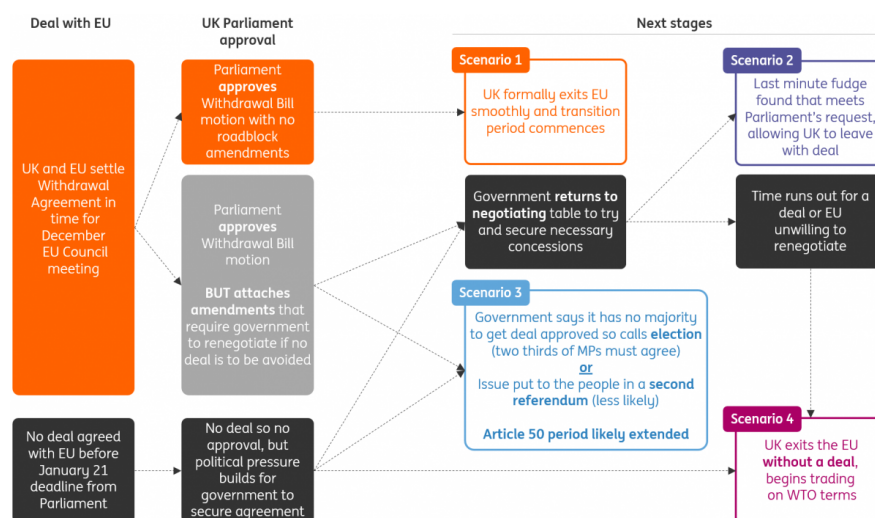 Deal with EU
UK Parliament
approval
Next stages
UK and EU settle
Withdrawal
Agreement in
time for
December
EU Council
meeting
Parliament
approves
Withdrawal Bill
motion with no
roadblock
amendments
Scenario 1
UK formally exits EU
smoothly and transition
period commences
Scenario 2
Last minute fudge
found that meets
Parliament's request,
allowing UK to leave
with deal
Parliament
approves
Withdrawal Bill
motion
BUT attaches
amendments that
require government
to renegotiate if no
deal is to be avoided
Government returns to
negotiating table to try
and secure necessary
concessions
Time runs out for a
deal or EU
unwilling to
renegotiate
Scenario 3
Government says it has no majority
to get deal approved so calls election
(two thirds of MPs must agree)
or
Issue put to the people in a second
referendum (less likely)
Article 50 period likely extended
No deal agreed
with EU before
January 21
deadline from
Parliament
No deal so no
approval, but
political pressure
builds for
government to
secure agreement
Scenario 4
UK exits the EU
without a deal,
begins trading
on WTO terms